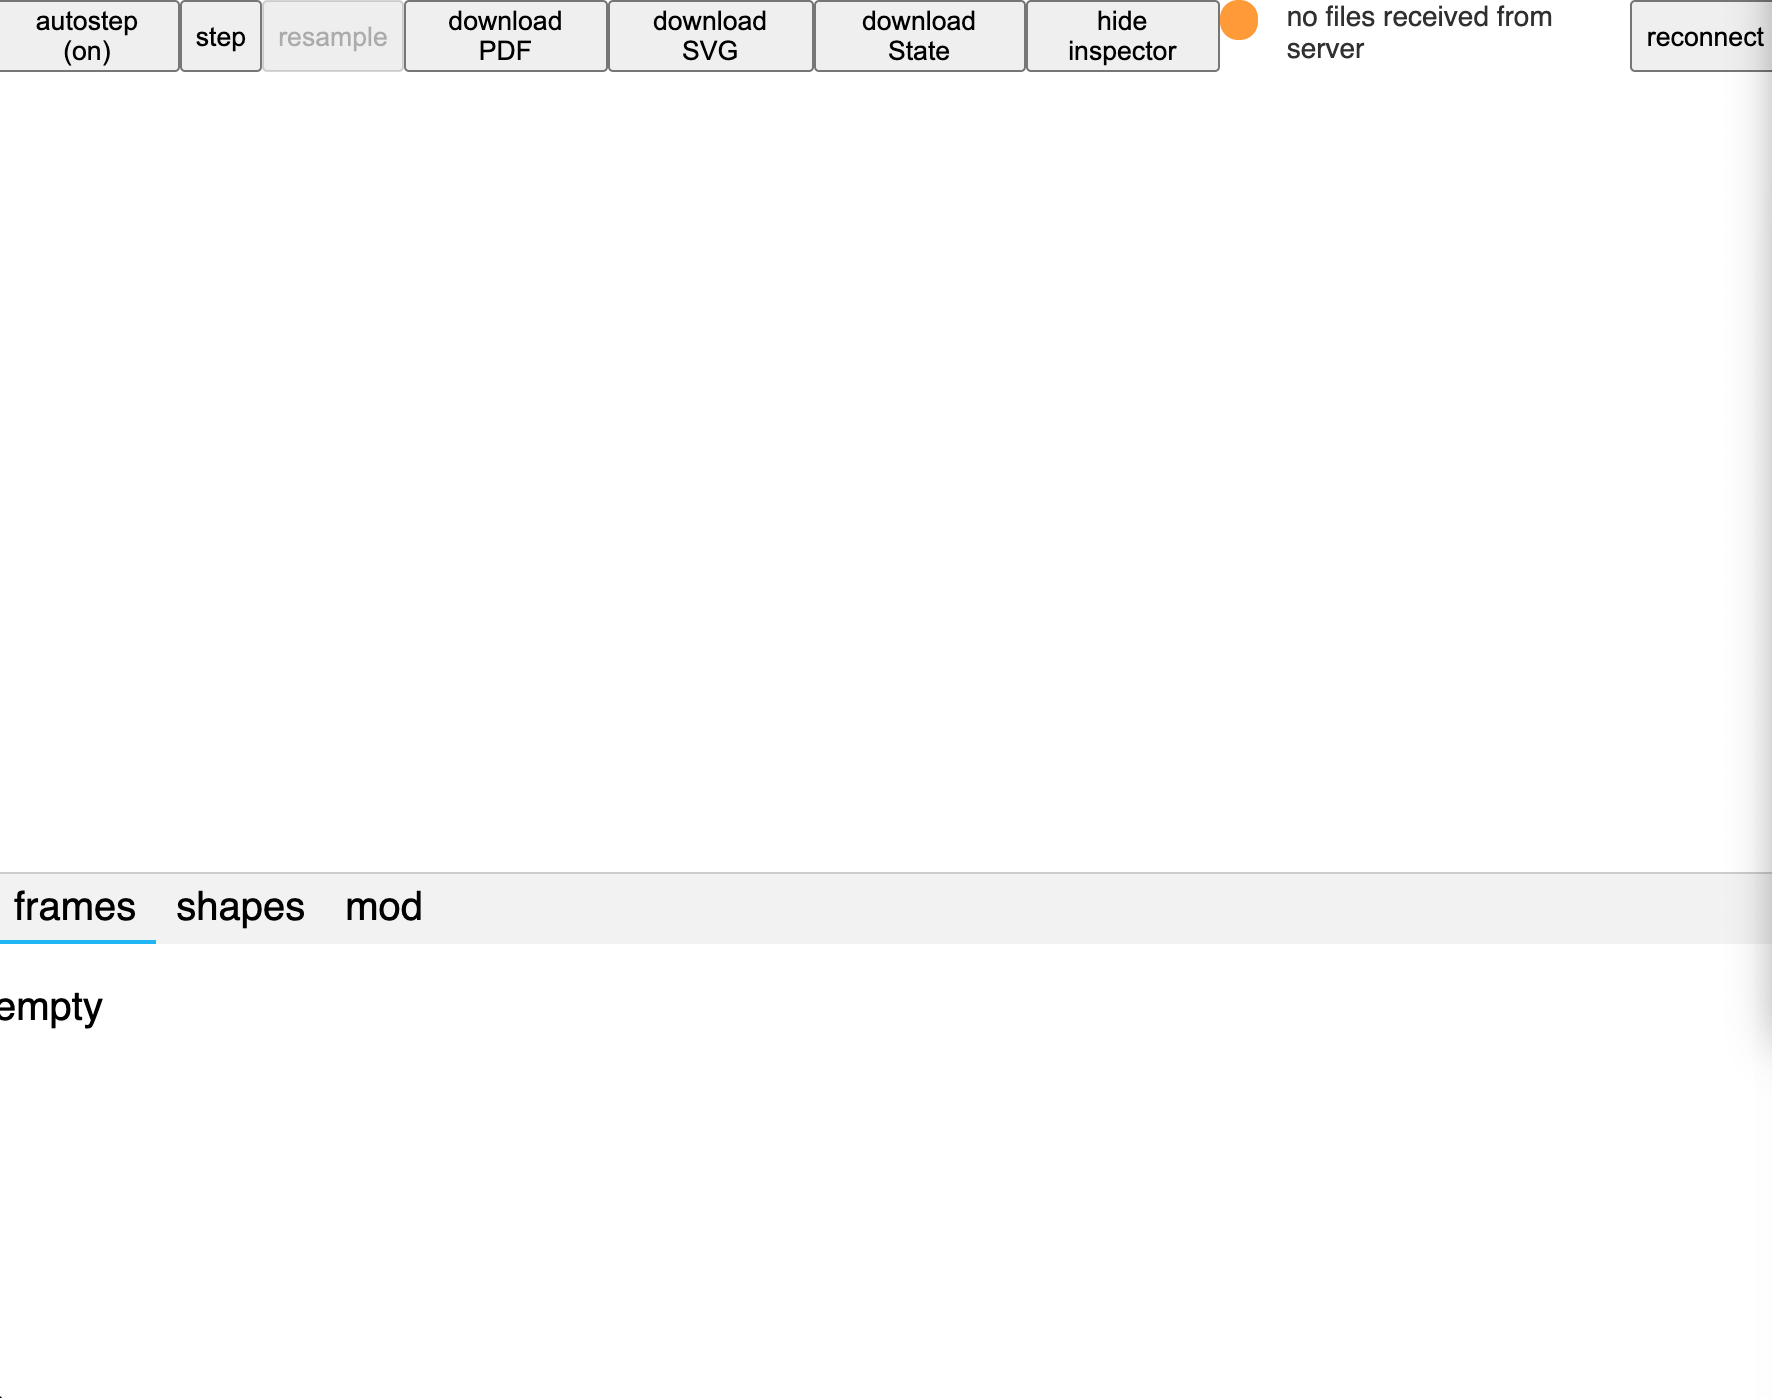 autostep
(on)
step
resample
download
PDF
download
SVG
download
State
hide
inspector
no files received from
server
reconnect
frames shapes mod
empty